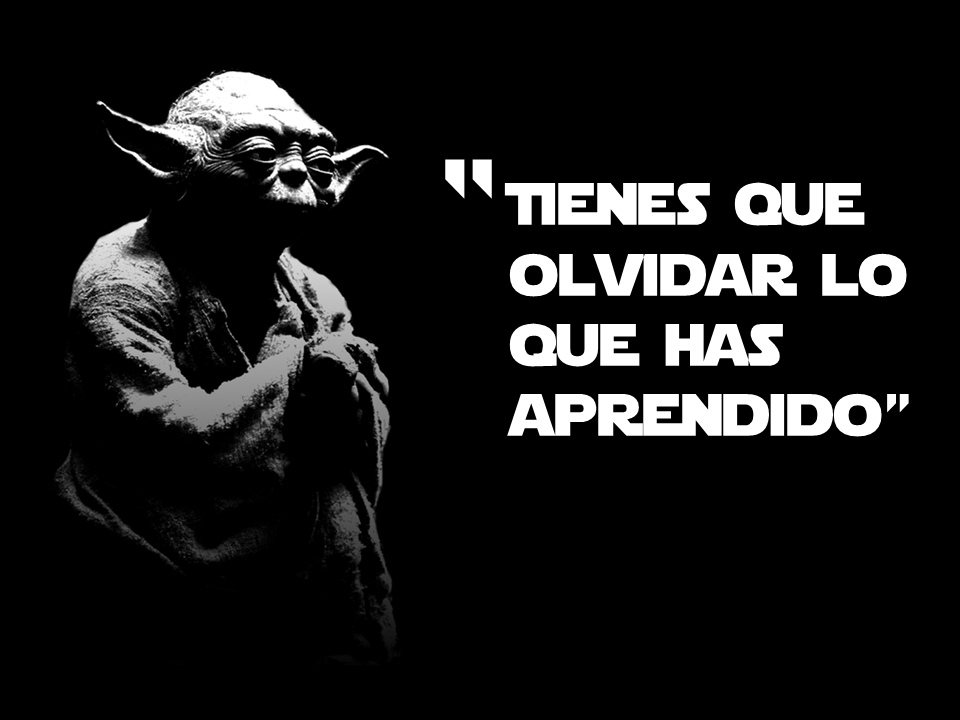 “TIENES QUE
OLVIDAR LO
QUE HAS
APRENDIDO”